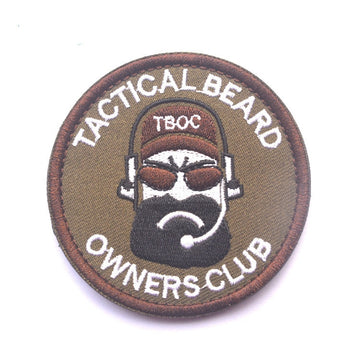 TACTICAL BEARD
TBOC
OWNERS CLUB